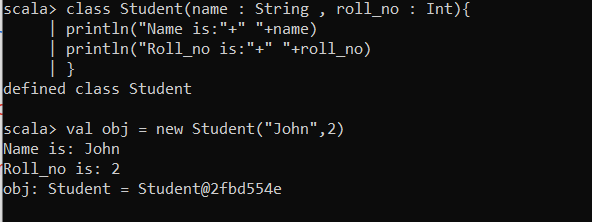 scala> class Student(name : String , roll_no : Int){
     | println("Name is:"+" "+name)
     | println("Roll_no is:"+" "+roll_no)
     | }
defined class Student

scala> val obj = new Student("John",2)
Name is: John
Roll_no is: 2
obj: Student = Student@2fbd554e